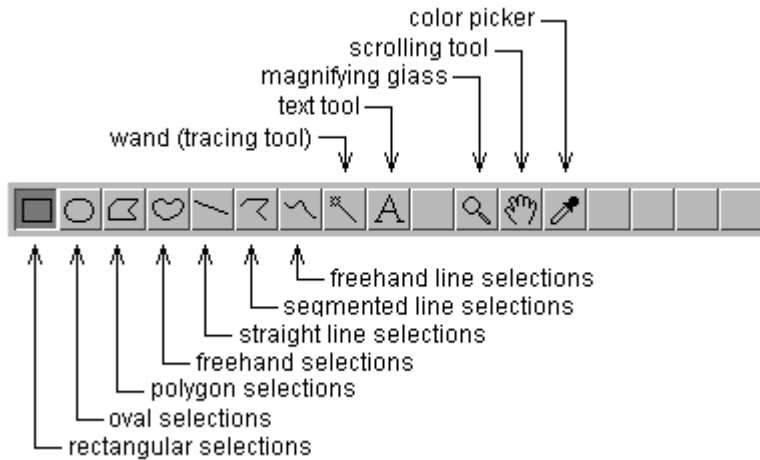 color picker
scrolling tool
magnifying glass
text tool
wand (tracing tool)
A
freehand line selections
segmented line selections
straight line selections
freehand selections
polygon selections
oval selections
rectangular selections